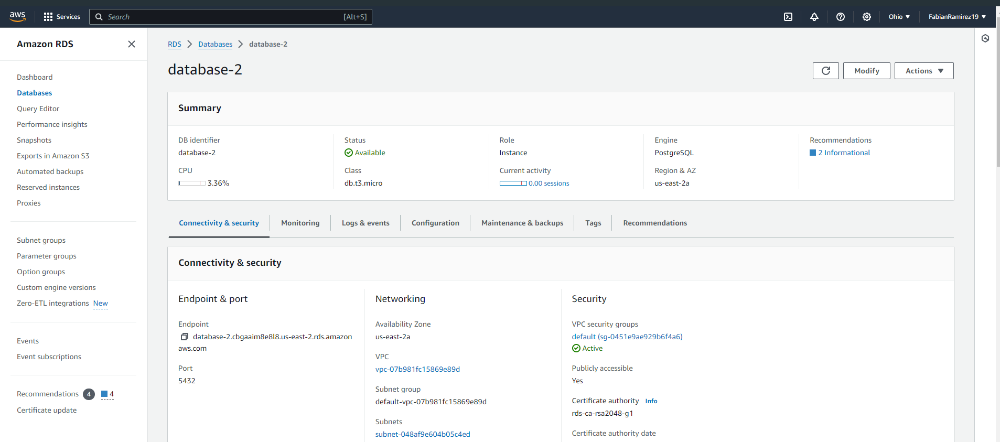 aws
Services
Search
[Alt+S]
Ohio
FabianRamirez19
Amazon RDS
Dashboard
Databases
Query Editor
Performance insights
Snapshots
Exports in Amazon S3
Automated backups
Reserved instances
Proxies
Subnet groups
Parameter groups
Option groups
Custom engine versions
Zero-ETL integrations New
Events
Event subscriptions
Recommendations 4 4
Certificate update
RDS > Databases > database-2
database-2
Modify
Actions
Summary
DB identifier
database-2
CPU
3.36%
Status
Available
Class
db.t3.micro
Role
Instance
Current activity
0.00 sessions
Engine
PostgreSQL
Region & AZ
us-east-2a
Recommendations
2 Informational
Connectivity & security
Monitoring
Logs & events
Configuration
Maintenance & backups
Tags
Recommendations
Connectivity & security
Endpoint & port
Endpoint
database-2.cbgaaim8e8l8.us-east-2.rds.amazon
aws.com
Port
5432
Networking
Availability Zone
us-east-2a
VPC
vpc-07b981fc15869e89d
Subnet group
default-vpc-07b981fc15869e89d
Subnets
subnet-048af9e604b05c4ed
Security
VPC security groups
default (sg-0451e9ae929b6f4a6)
Active
Publicly accessible
Yes
Certificate authority Info
rds-ca-rsa2048-g1
Certificate authority date